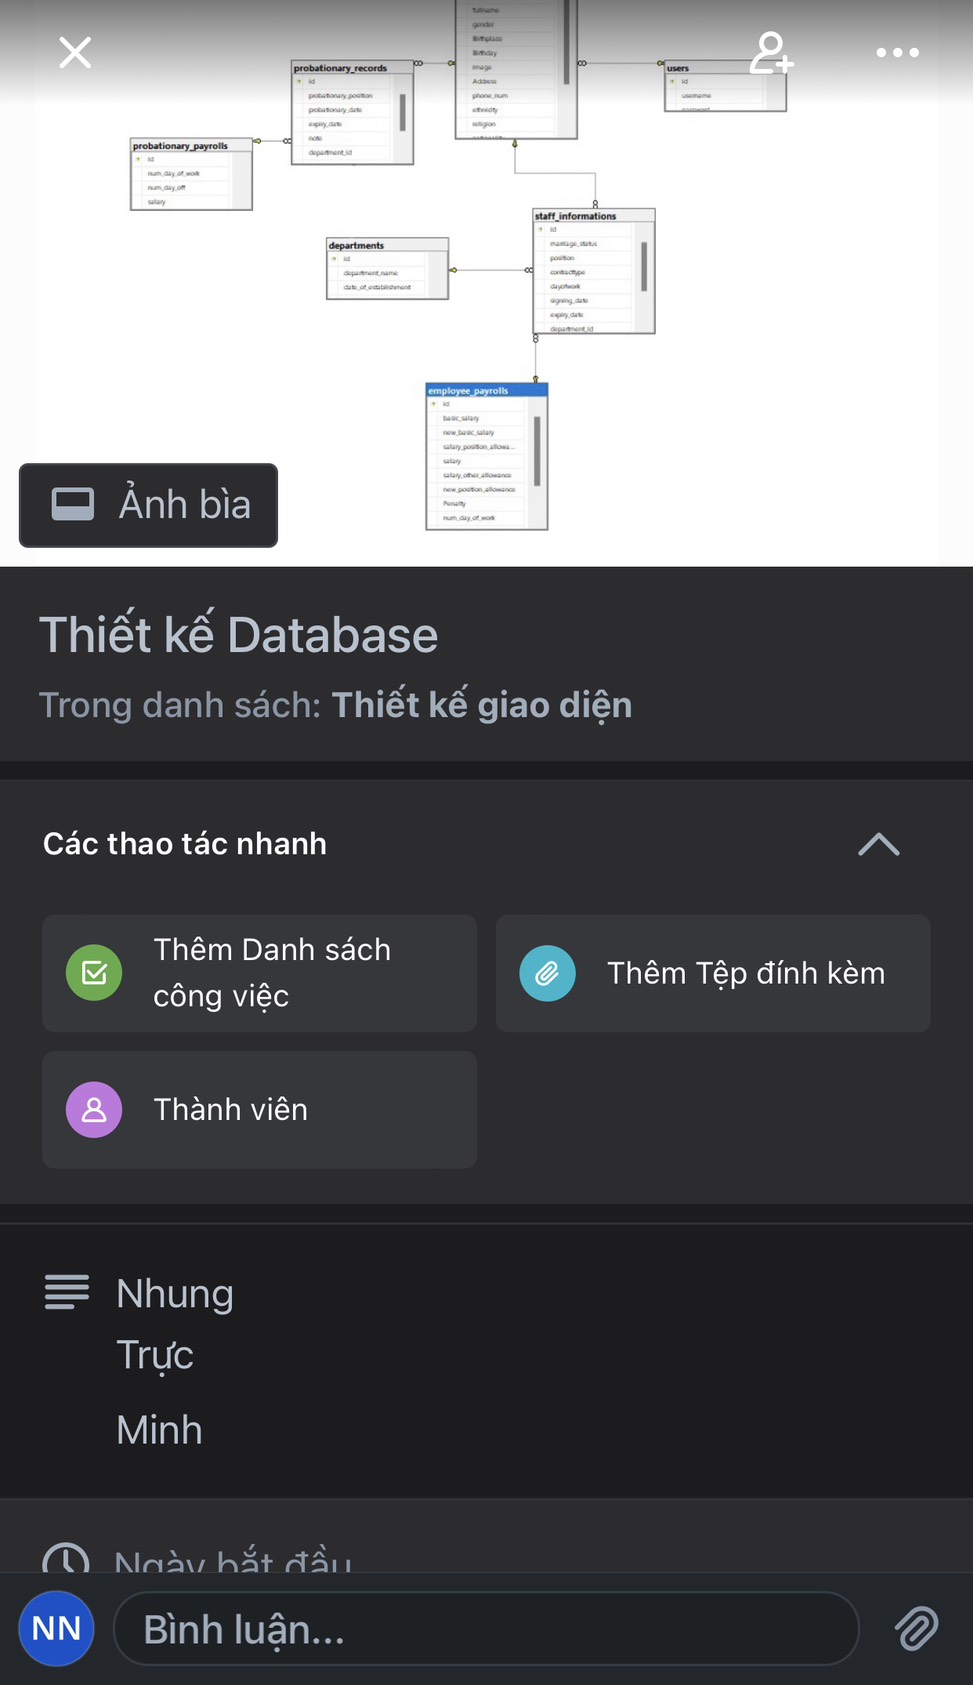 fullname
gender
Birthplace
Birthday
image
Address
phone_num
ethnicity
religion
probationary_records
id
probationary_position
probationary_date
expiry_date
note
department_id
users
id
username
probationary_payrolls
id
num_day_of_work
num_day_off
salary
staff_informations
id
marriage_status
position
contracttype
dayofwork
signing_date
expiry_date
department_id
departments
id
department_name
date_of_establishment
employee_payrolls
id
basic_salary
new_basic_salary
salary_position_allowa...
salary
salary_other_allowance
new_position_allowance
Penalty
num_day_of_work
Ảnh bìa
Thiết kế Database
Trong danh sách: Thiết kế giao diện
Các thao tác nhanh
Thêm Danh sách
công việc
Thêm Tệp đính kèm
Thành viên
Nhung
Trực
Minh
Ngày bắt đầu
NN
Bình luận...